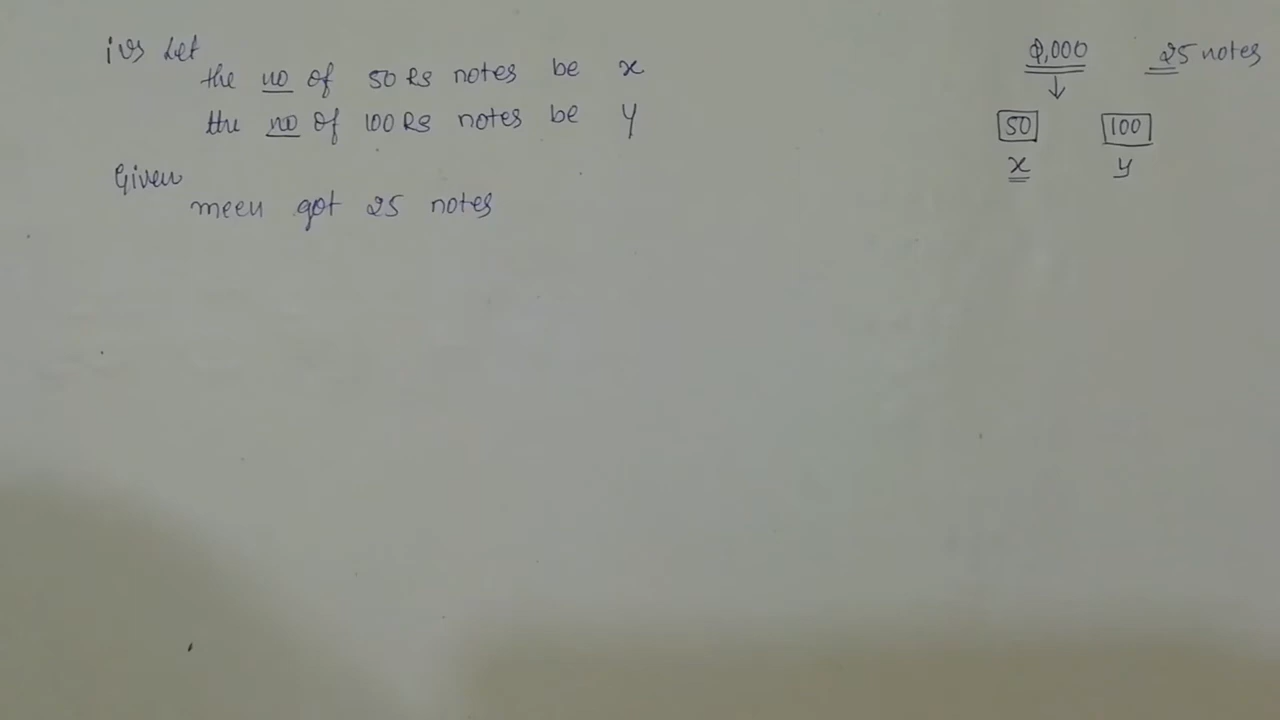 iv> Let
the no of 50 Rs notes be x
the no of 100 Rs notes be y
Given
meen got 25 notes
2,000 25 notes
50 100
x y